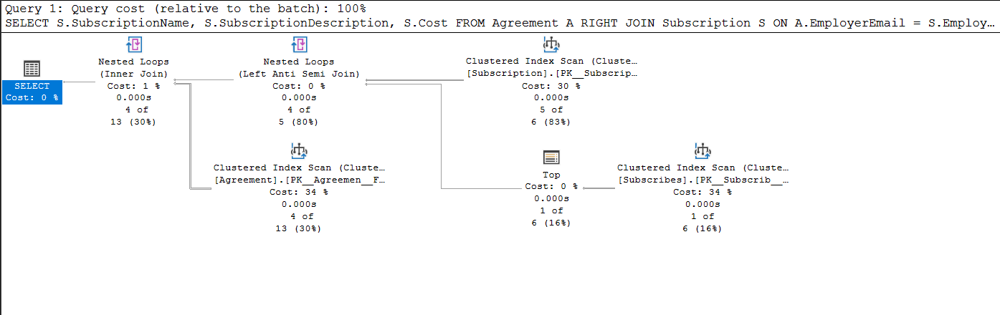 Query 1: Query cost (relative to the batch): 100%
SELECT S.SubscriptionName, S.SubscriptionDescription, S.Cost FROM Agreement A RIGHT JOIN Subscription S ON A.EmployerEmail = S.Employ…
SELECT
Cost: 0 %
Nested Loops
(Inner Join)
Cost: 1 %
0.000s
4 of
13 (30%)
Nested Loops
(Left Anti Semi Join)
Cost: 0 %
0.000s
4 of
5 (80%)
Clustered Index Scan (Cluste…
[Subscription].[PK__Subscrip…
Cost: 30 %
0.000s
5 of
6 (83%)
Clustered Index Scan (Cluste…
[Agreement].[PK__Agreemen__F…
Cost: 34 %
0.000s
4 of
13 (30%)
Top
Cost: 0 %
0.000s
1 of
6 (16%)
Clustered Index Scan (Cluste…
[Subscribes].[PK__Subscrib__…
Cost: 34 %
0.000s
1 of
6 (16%)